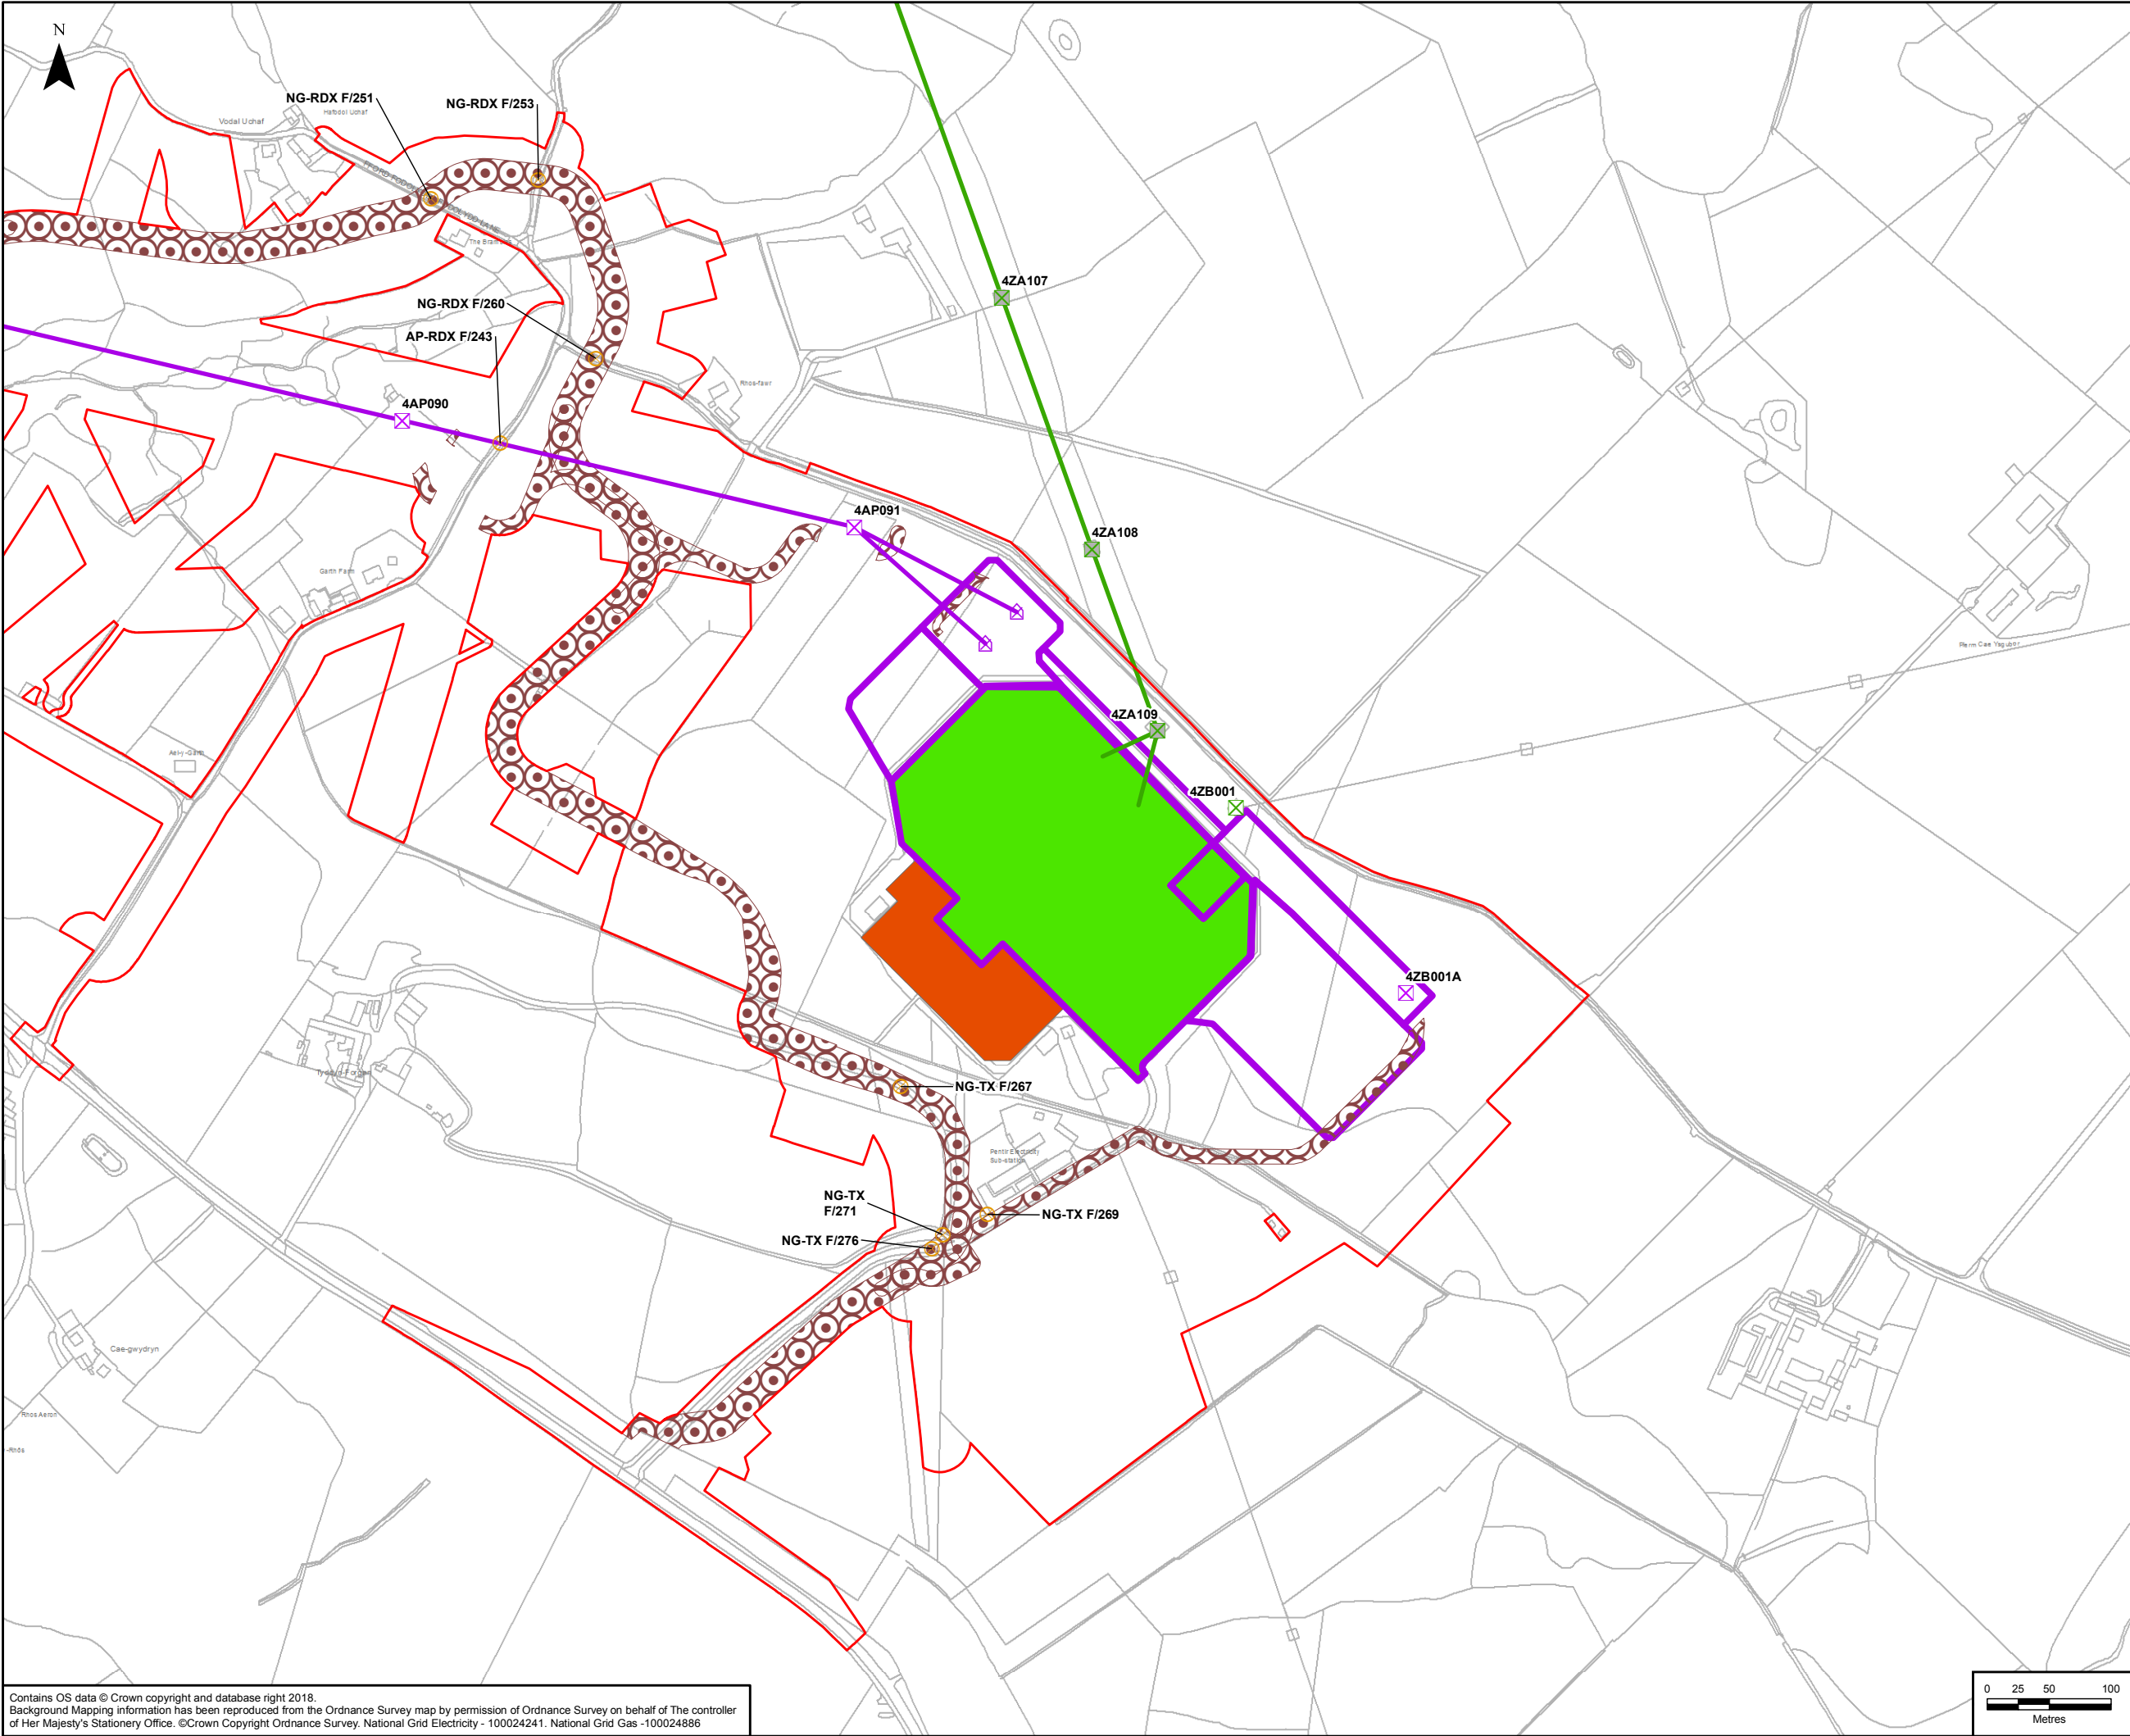 N
NG-RDX F/251
NG-RDX F/253
Vodal Uchaf
Hafodol Uchaf
4ZA107
NG-RDX F/260
AP-RDX F/243
Rhos-fawr
4AP090
4AP091
4ZA108
Garth Farm
4ZA109
Ael-y-Garth
4ZB001
4ZB001A
NG-TX F/267
Pentir Electricity
Sub-station
NG-TX
F/271
NG-TX F/269
NG-TX F/276
Cae-gwydryn
Rhos Aeron
-Rhôs
Contains OS data © Crown copyright and database right 2018.
Background Mapping information has been reproduced from the Ordnance Survey map by permission of Ordnance Survey on behalf of The controller
of Her Majesty's Stationery Office. ©Crown Copyright Ordnance Survey. National Grid Electricity - 100024241. National Grid Gas -100024886
0 25 50 100
Metres